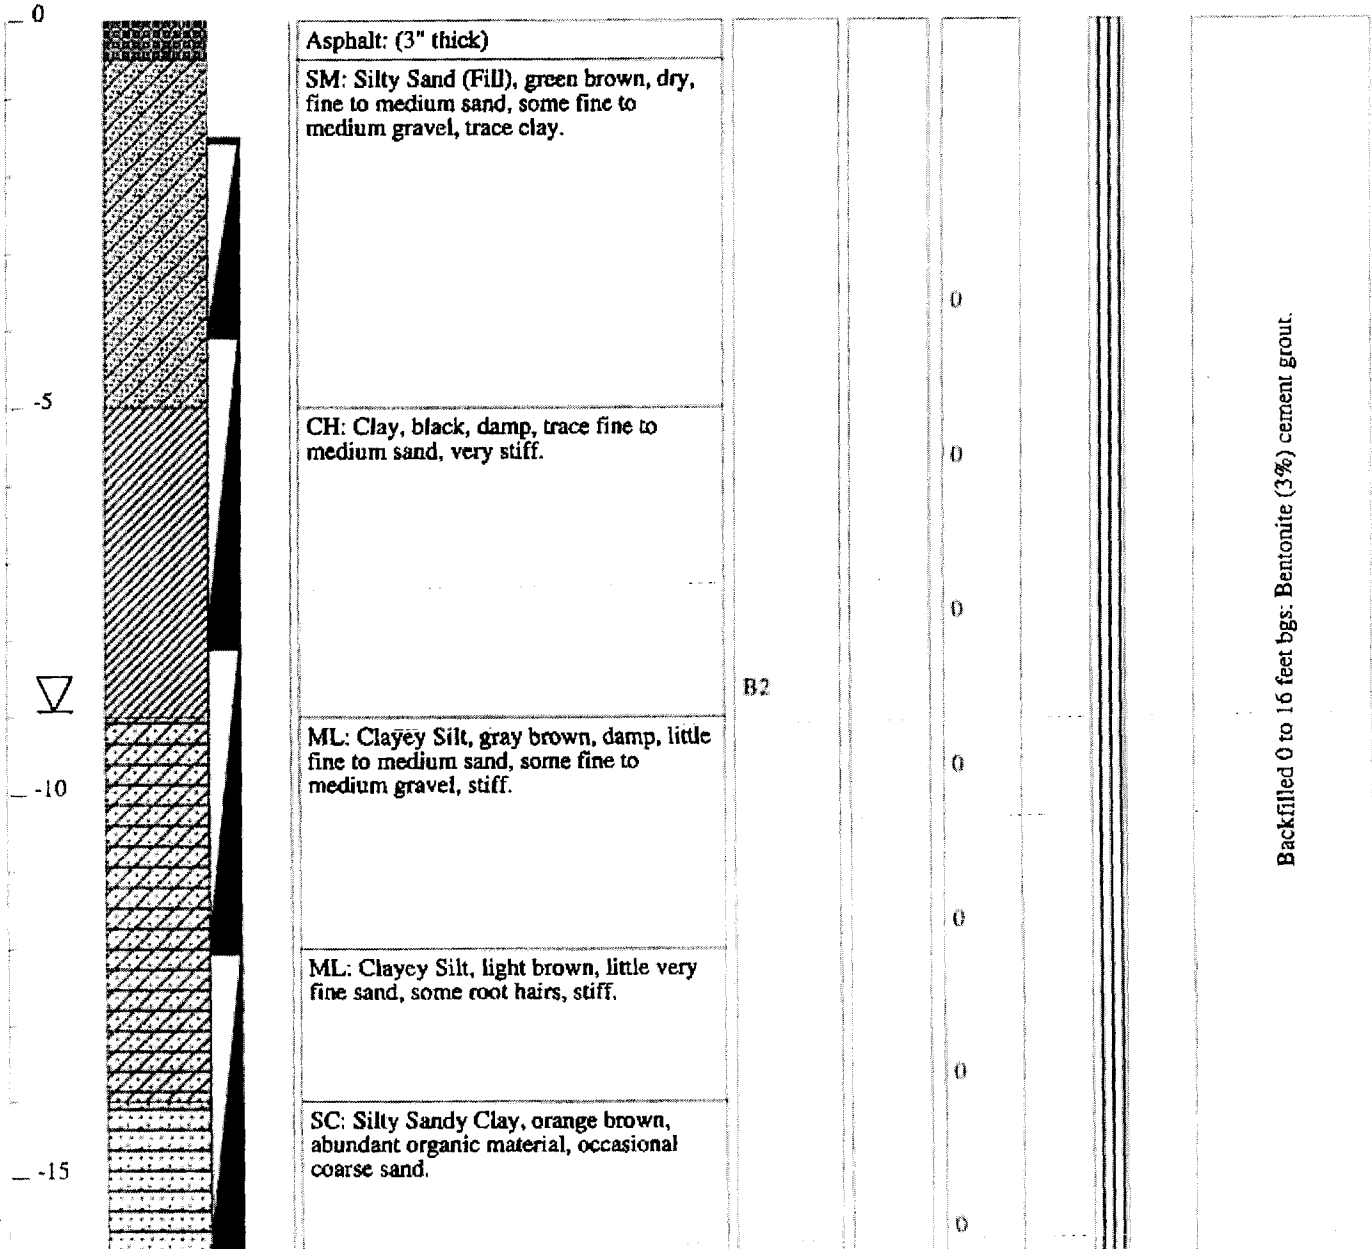 0
Asphalt: (3" thick)
SM: Silty Sand (Fill), green brown, dry,
fine to medium sand, some fine to
medium gravel, trace clay.
0
-5
CH: Clay, black, damp, trace fine to
medium sand, very stiff.
0
0
B2
ML: Clayey Silt, gray brown, damp, little
fine to medium sand, some fine to
medium gravel, stiff.
0
-10
0
ML: Clayey Silt, light brown, little very
fine sand, some root hairs, stiff.
0
SC: Silty Sandy Clay, orange brown,
abundant organic material, occasional
coarse sand.
-15
0
Backfilled 0 to 16 feet bgs: Bentonite (3%) cement grout.